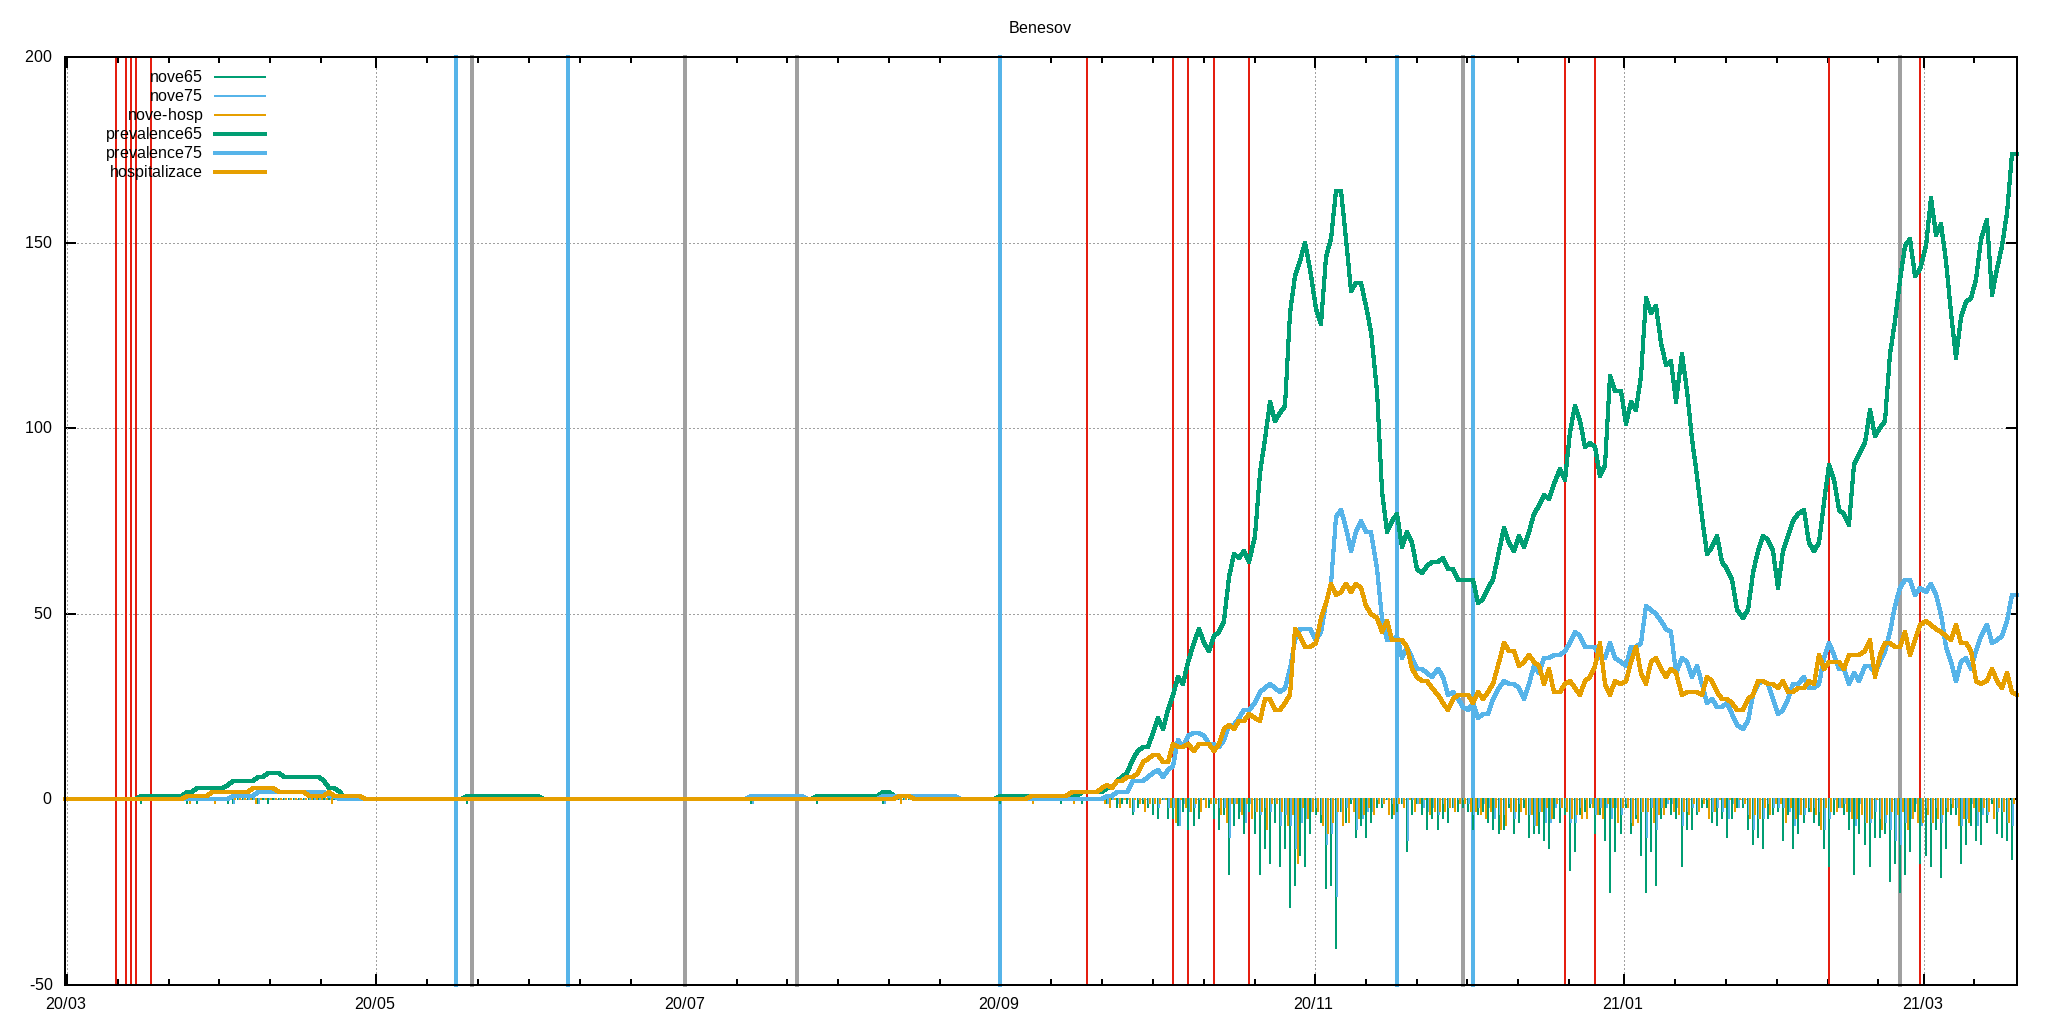 Benesov
200
nove65
nove75
nove-hosp
prevalence65
prevalence75
hospitalizace
150
100
50
0
-50
20/03 20/05 20/07 20/09 20/11 21/01 21/03